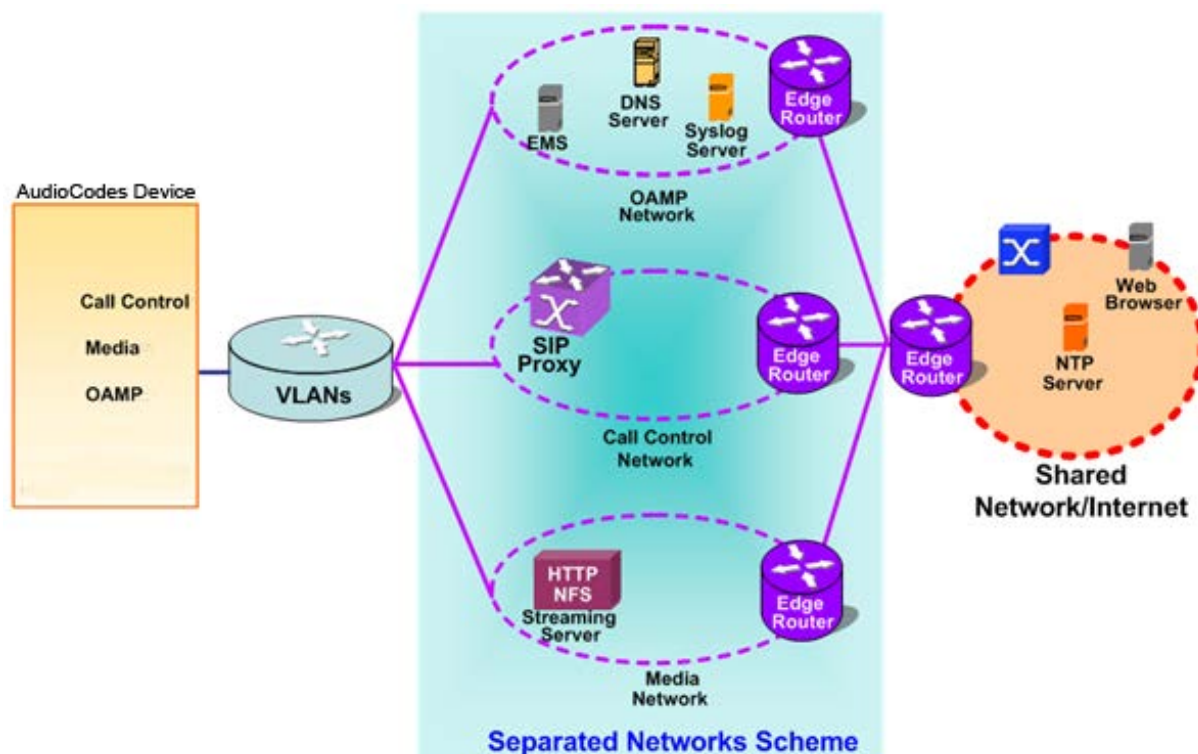 AudioCodes Device
Call Control
Media
OAMP
VLANs
EMS
DNS
Server
Syslog
Server
Edge
Router
OAMP
Network
SIP
Proxy
Edge
Router
Call Control
Network
HTTP
NFS
Streaming
Server
Edge
Router
Media
Network
Separated Networks Scheme
Edge
Router
Web
Browser
NTP
Server
Shared
Network/Internet